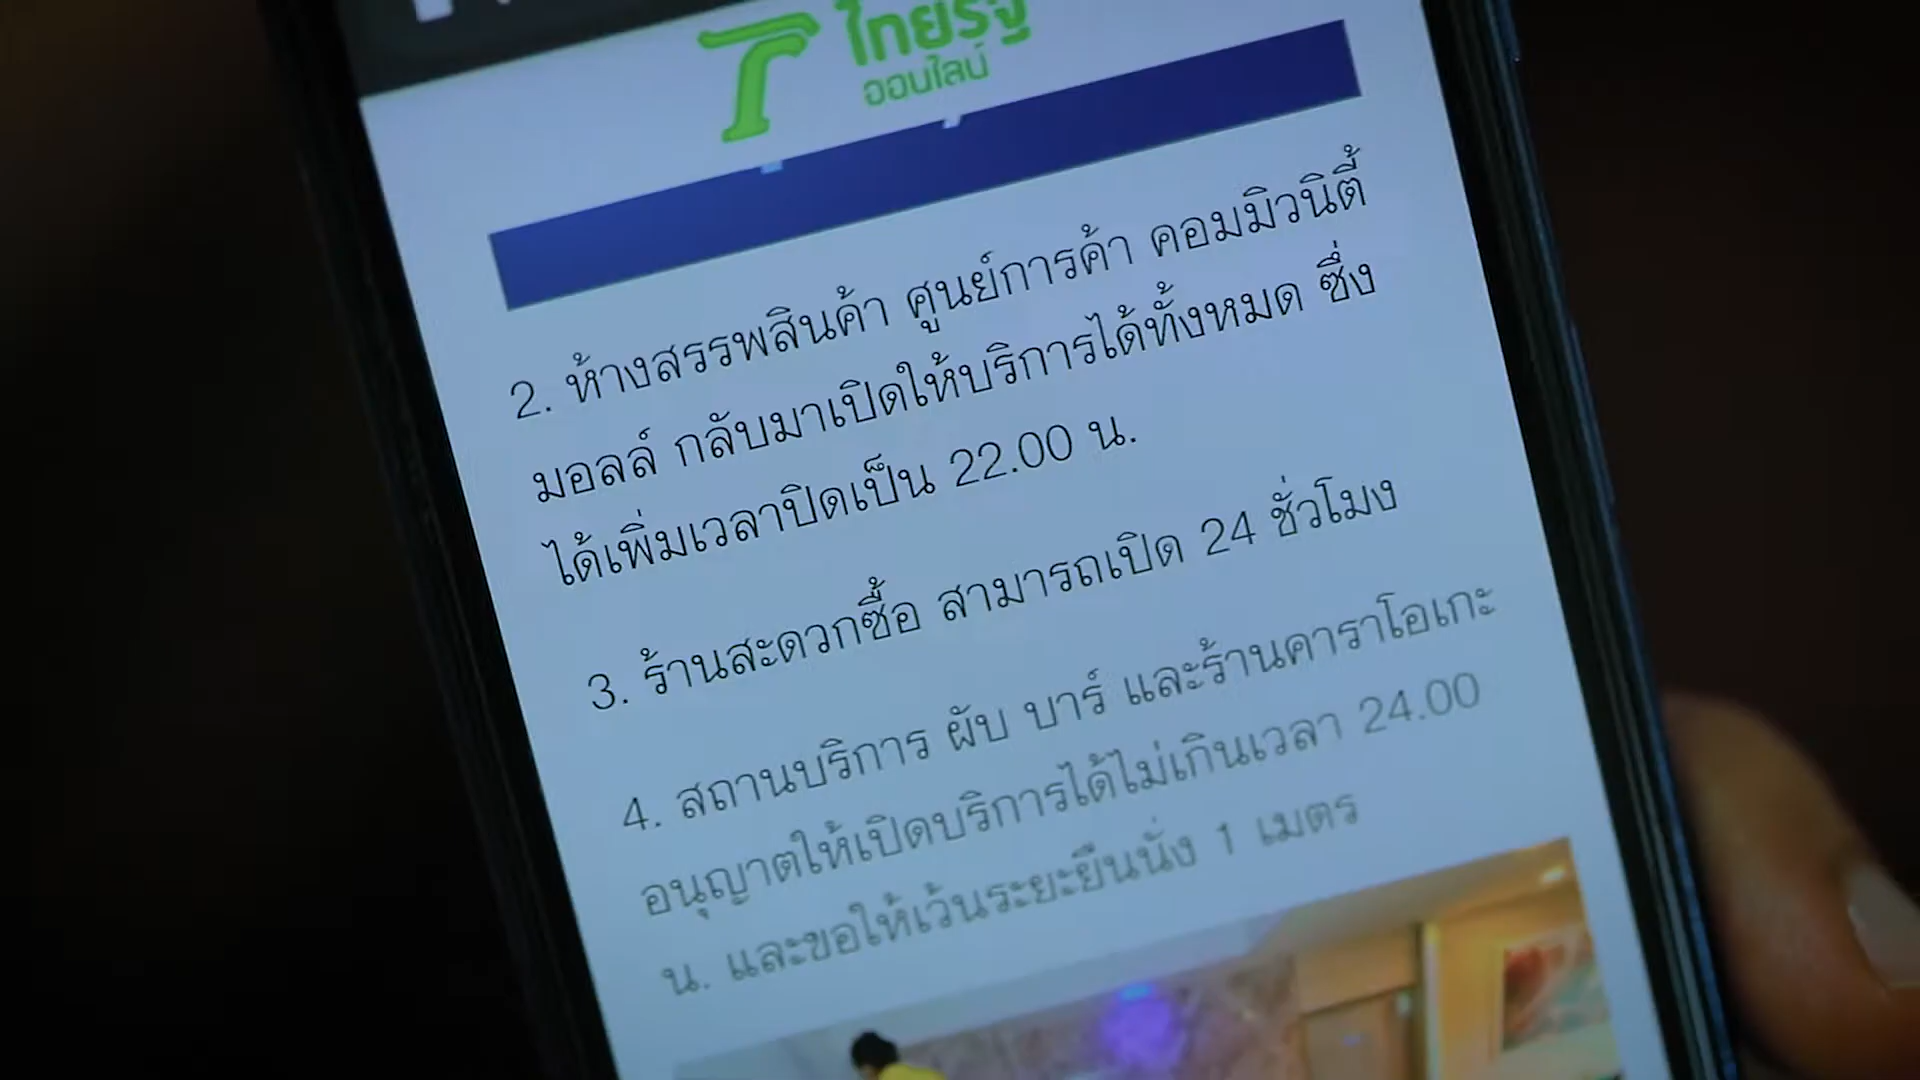 ไทยรัฐ
ออนไลน์
2. ห้างสรรพสินค้า ศูนย์การค้า คอมมิวนิตี้
มอลล์ กลับมาเปิดให้บริการได้ทั้งหมด ซึ่ง
ได้เพิ่มเวลาปิดเป็น 22.00 น.
3. ร้านสะดวกซื้อ สามารถเปิด 24 ชั่วโมง
4. สถานบริการ ผับ บาร์ และร้านคาราโอเกะ
อนุญาตให้เปิดบริการได้ไม่เกินเวลา 24.00
น. และขอให้เว้นระยะยืนนั่ง 1 เมตร